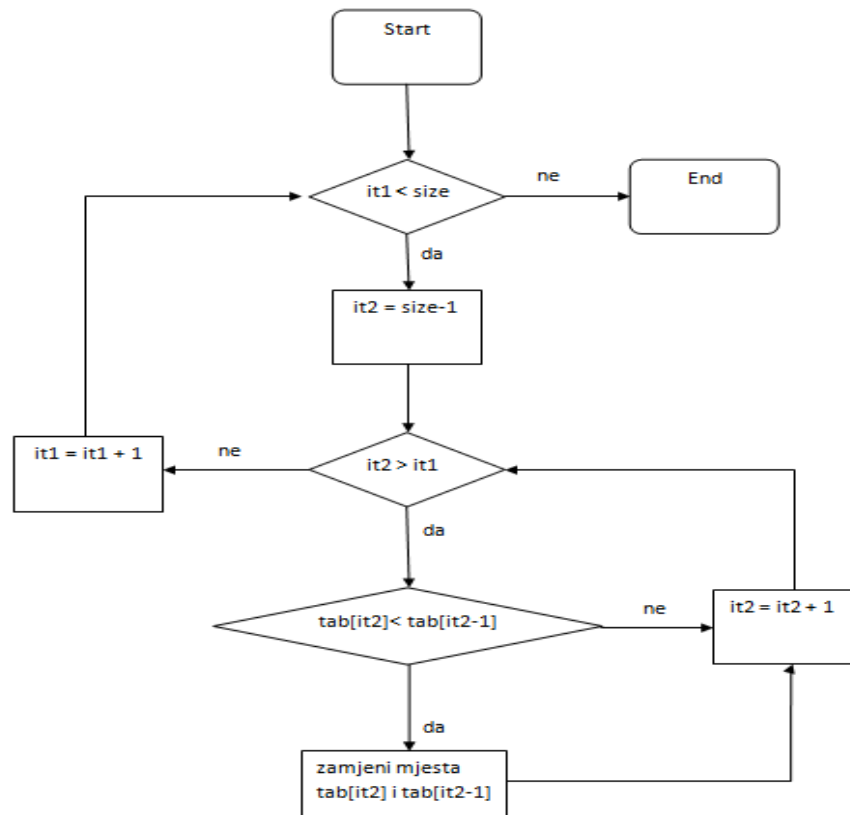 Start
it1 < size
ne
End
da
it2 = size-1
it1 = it1 + 1
ne
it2 > it1
da
tab[it2]< tab[it2-1]
ne
it2 = it2 + 1
da
zamjeni mjesta
tab[it2] i tab[it2-1]